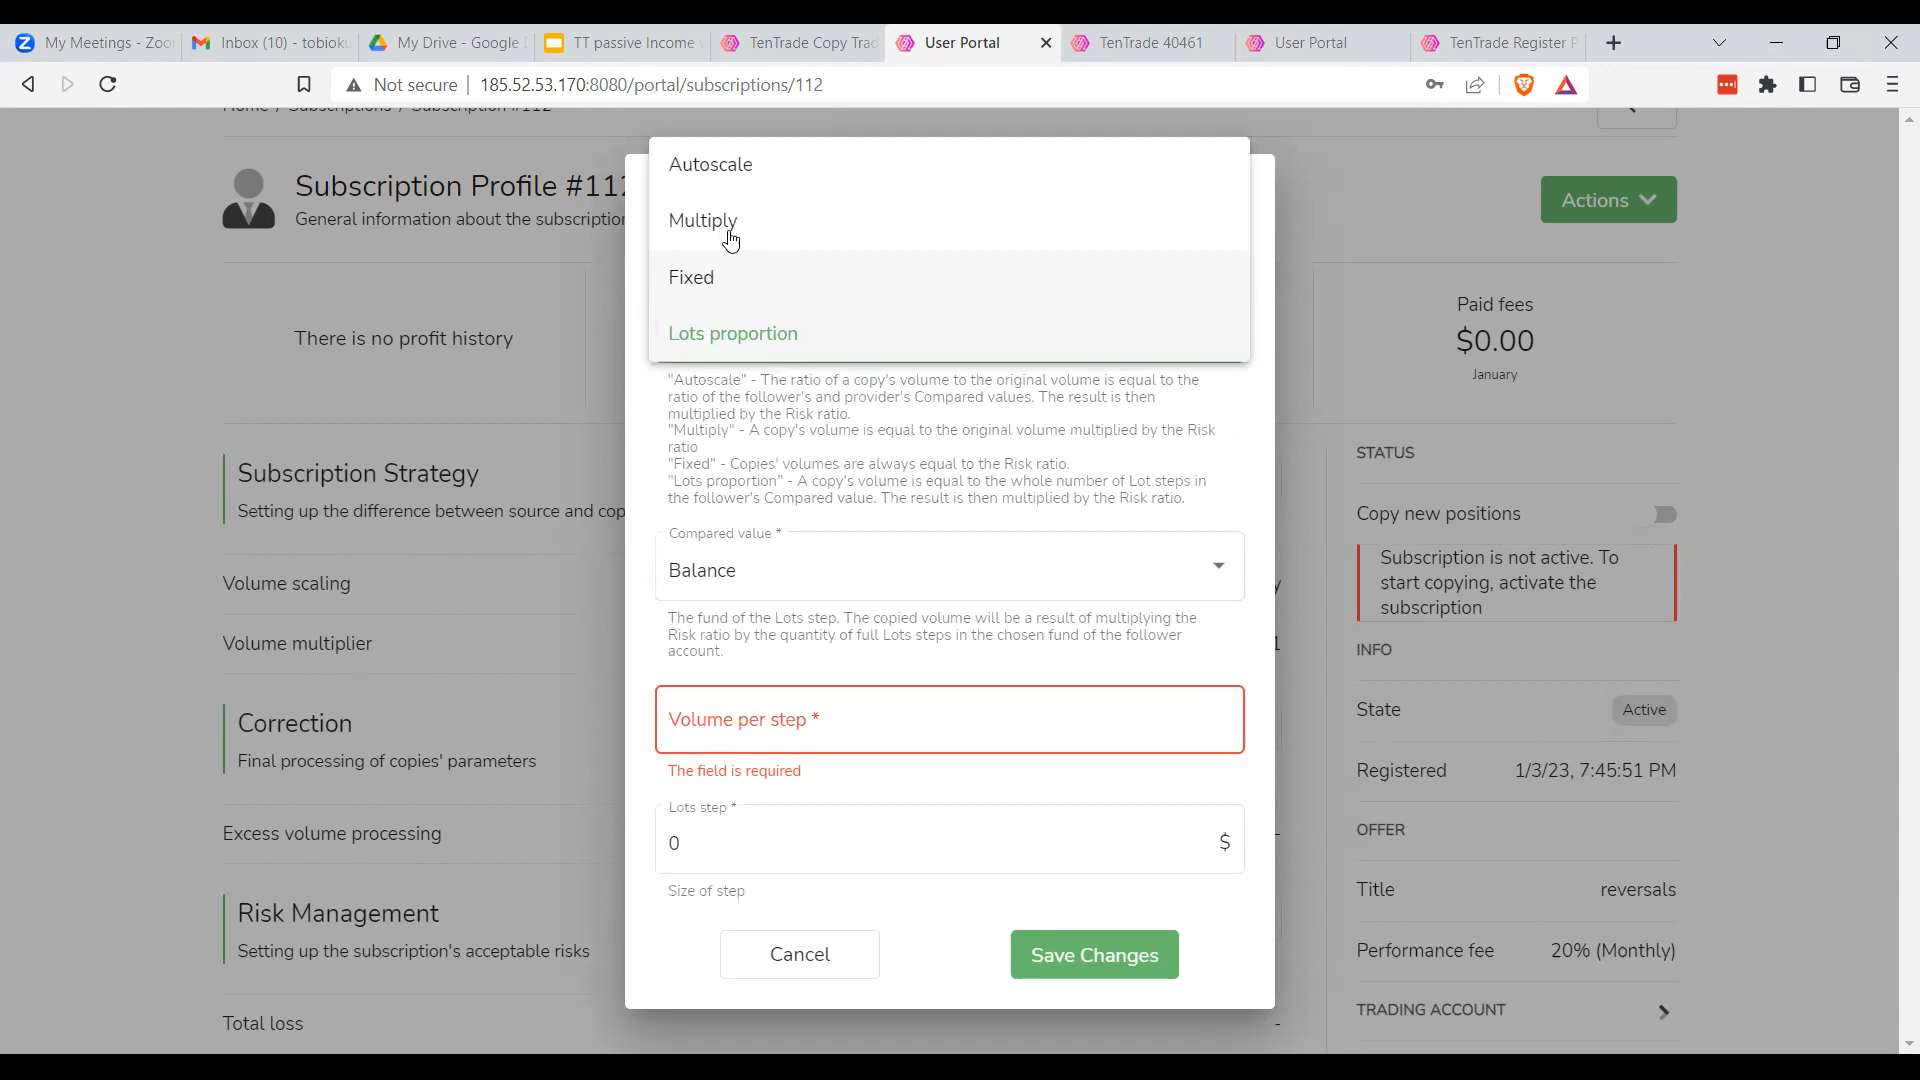 My Meetings - Zoo
Inbox (10) - tobioku
My Drive - Google
TT passive Income
TenTrade Copy Trad
User Portal
TenTrade 40461
User Portal
TenTrade Register P
Not secure
185.52.53.170:8080/portal/subscriptions/112
Home / Subscriptions / Subscription #112
Subscription Profile #112
General information about the subscription
Actions
There is no profit history
Paid fees
$0.00
January
Subscription Strategy
Setting up the difference between source and cop
Volume scaling
Volume multiplier
Correction
Final processing of copies' parameters
Excess volume processing
Risk Management
Setting up the subscription's acceptable risks
Total loss
Autoscale
Multiply
Fixed
Lots proportion
"Autoscale" - The ratio of a copy's volume to the original volume is equal to the
ratio of the follower's and provider's Compared values. The result is then
multiplied by the Risk ratio.
"Multiply" - A copy's volume is equal to the original volume multiplied by the Risk
ratio
"Fixed" - Copies' volumes are always equal to the Risk ratio.
"Lots proportion" - A copy's volume is equal to the whole number of Lot steps in
the follower's Compared value. The result is then multiplied by the Risk ratio.
Compared value *
Balance
The fund of the Lots step. The copied volume will be a result of multiplying the
Risk ratio by the quantity of full Lots steps in the chosen fund of the follower
account.
Volume per step *
The field is required
Lots step *
0 $
Size of step
Cancel
Save Changes
y
1
STATUS
Copy new positions
Subscription is not active. To
start copying, activate the
subscription
INFO
State Active
Registered 1/3/23, 7:45:51 PM
OFFER
Title reversals
Performance fee 20% (Monthly)
TRADING ACCOUNT